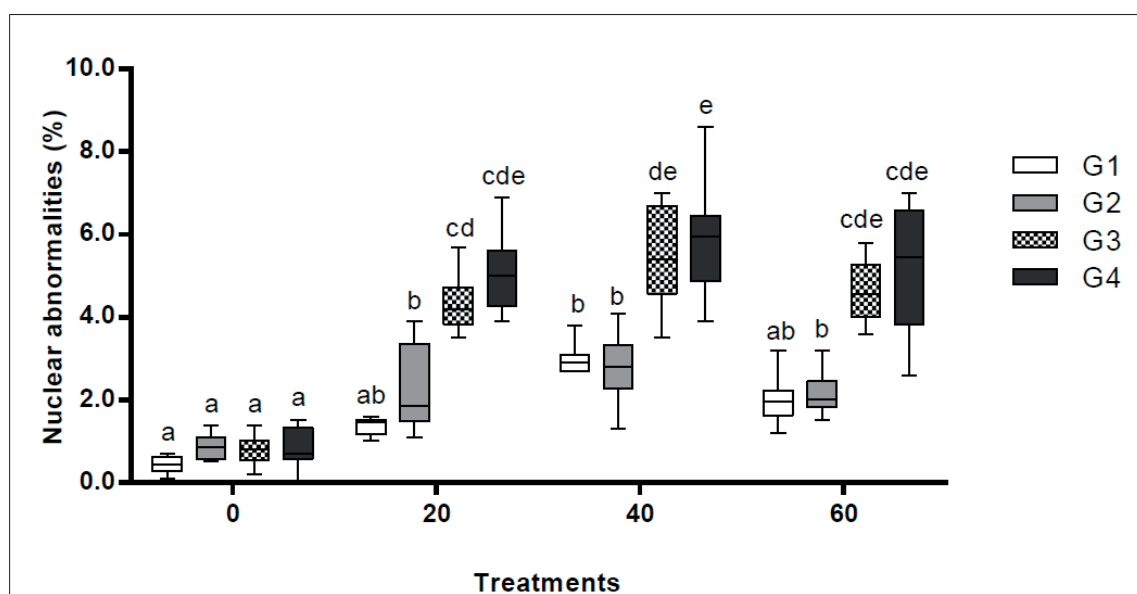 Nuclear abnormalities (%)
10.0
8.0
6.0
4.0
2.0
0.0
a
a
a
a
ab
b
cd
cde
b
b
de
e
ab
b
cde
cde
0
20
40
60
Treatments
G1
G2
G3
G4